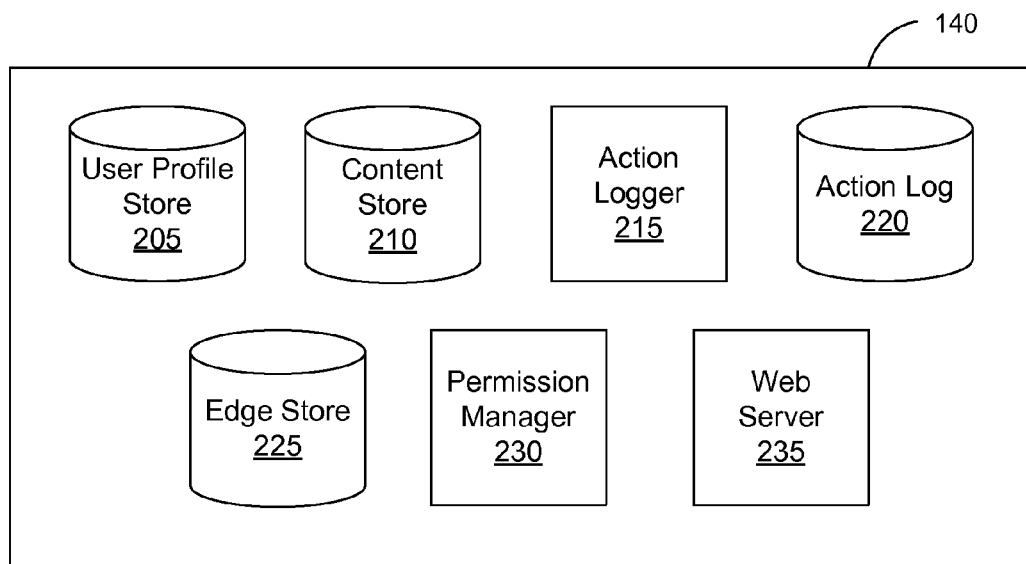 140
User Profile
Store
205
Content
Store
210
Action
Logger
215
Action Log
220
Edge Store
225
Permission
Manager
230
Web
Server
235